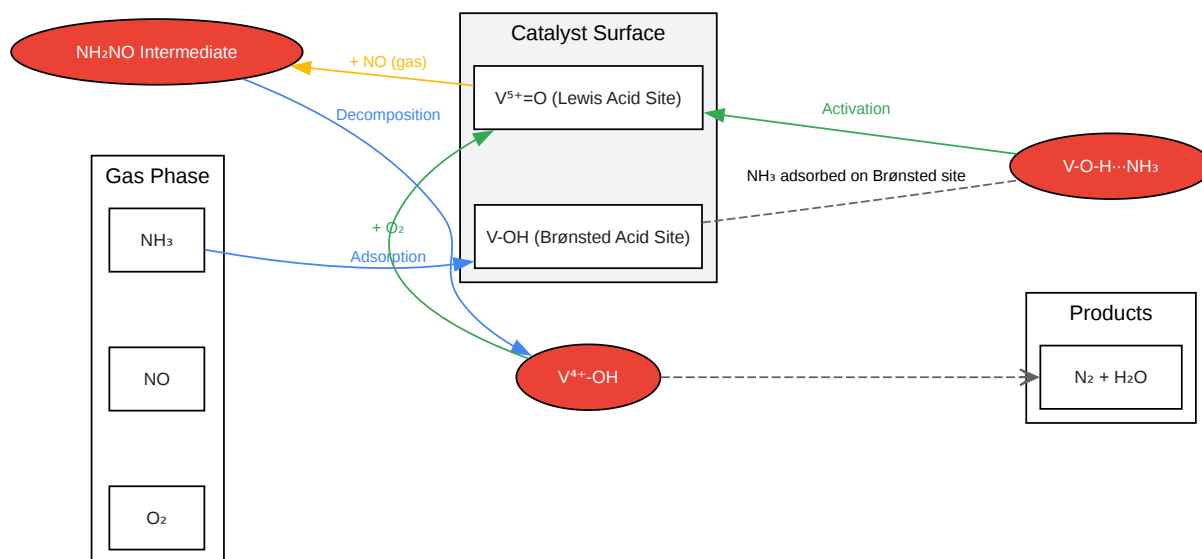 Catalyst Surface
NH₂NO Intermediate
+ NO (gas)
V⁵⁺=O (Lewis Acid Site)
Decomposition
Activation
Gas Phase
V-O-H···NH₃
NH₃ adsorbed on Brønsted site
NH₃
+ O₂
V-OH (Brønsted Acid Site)
Adsorption
Products
NO
V⁴⁺-OH
N₂ + H₂O
O₂